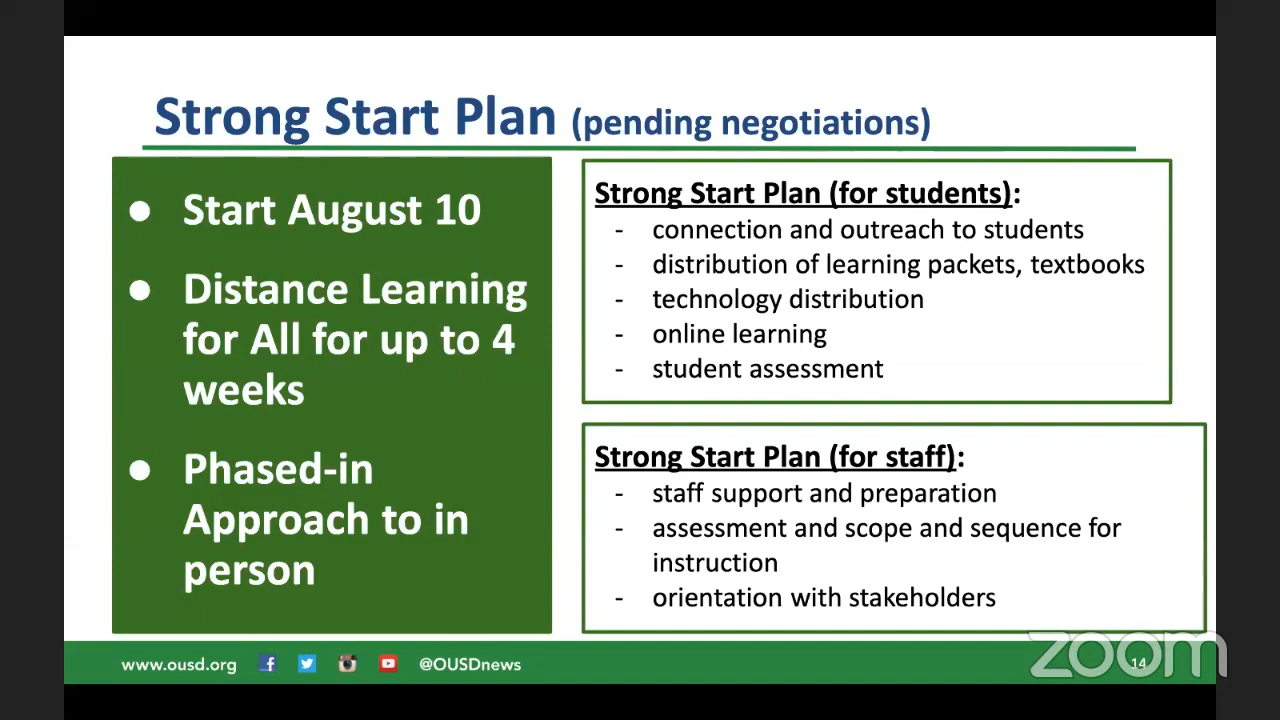 Strong Start Plan (pending negotiations)
● Start August 10
● Distance Learning
for All for up to 4
weeks
● Phased-in
Approach to in
person
Strong Start Plan (for students):
- connection and outreach to students
- distribution of learning packets, textbooks
- technology distribution
- online learning
- student assessment
Strong Start Plan (for staff):
- staff support and preparation
- assessment and scope and sequence for
instruction
- orientation with stakeholders
www.ousd.org @OUSDnews
14
zoom